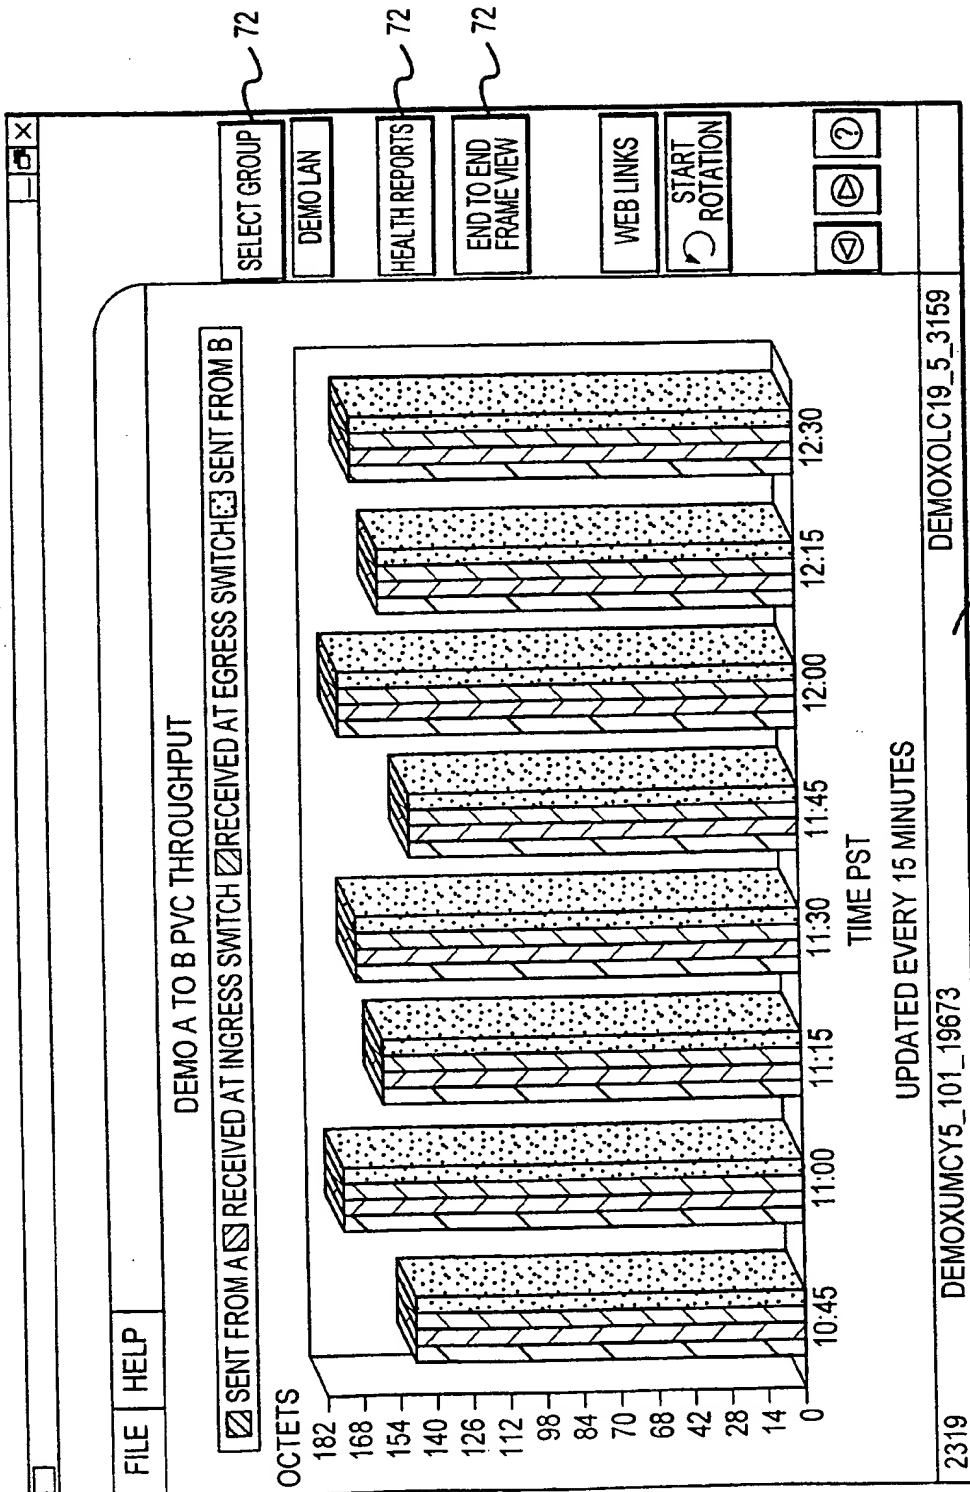 FILE
HELP
DEMO A TO B PVC THROUGHPUT
SENT FROM A RECEIVED AT INGRESS SWITCH RECEIVED AT EGRESS SWITCH SENT FROM B
OCTETS
182
168
154
140
126
112
98
84
70
68
42
28
14
0
10:45
11:00
11:15
11:30
11:45
12:00
12:15
12:30
TIME PST
UPDATED EVERY 15 MINUTES
2319
DEMOXUMCY5_101_19673
DEMOXOLC19_5_3159
SELECT GROUP
72
DEMO LAN
HEALTH REPORTS
72
END TO END
FRAME VIEW
72
WEB LINKS
START
ROTATION
?